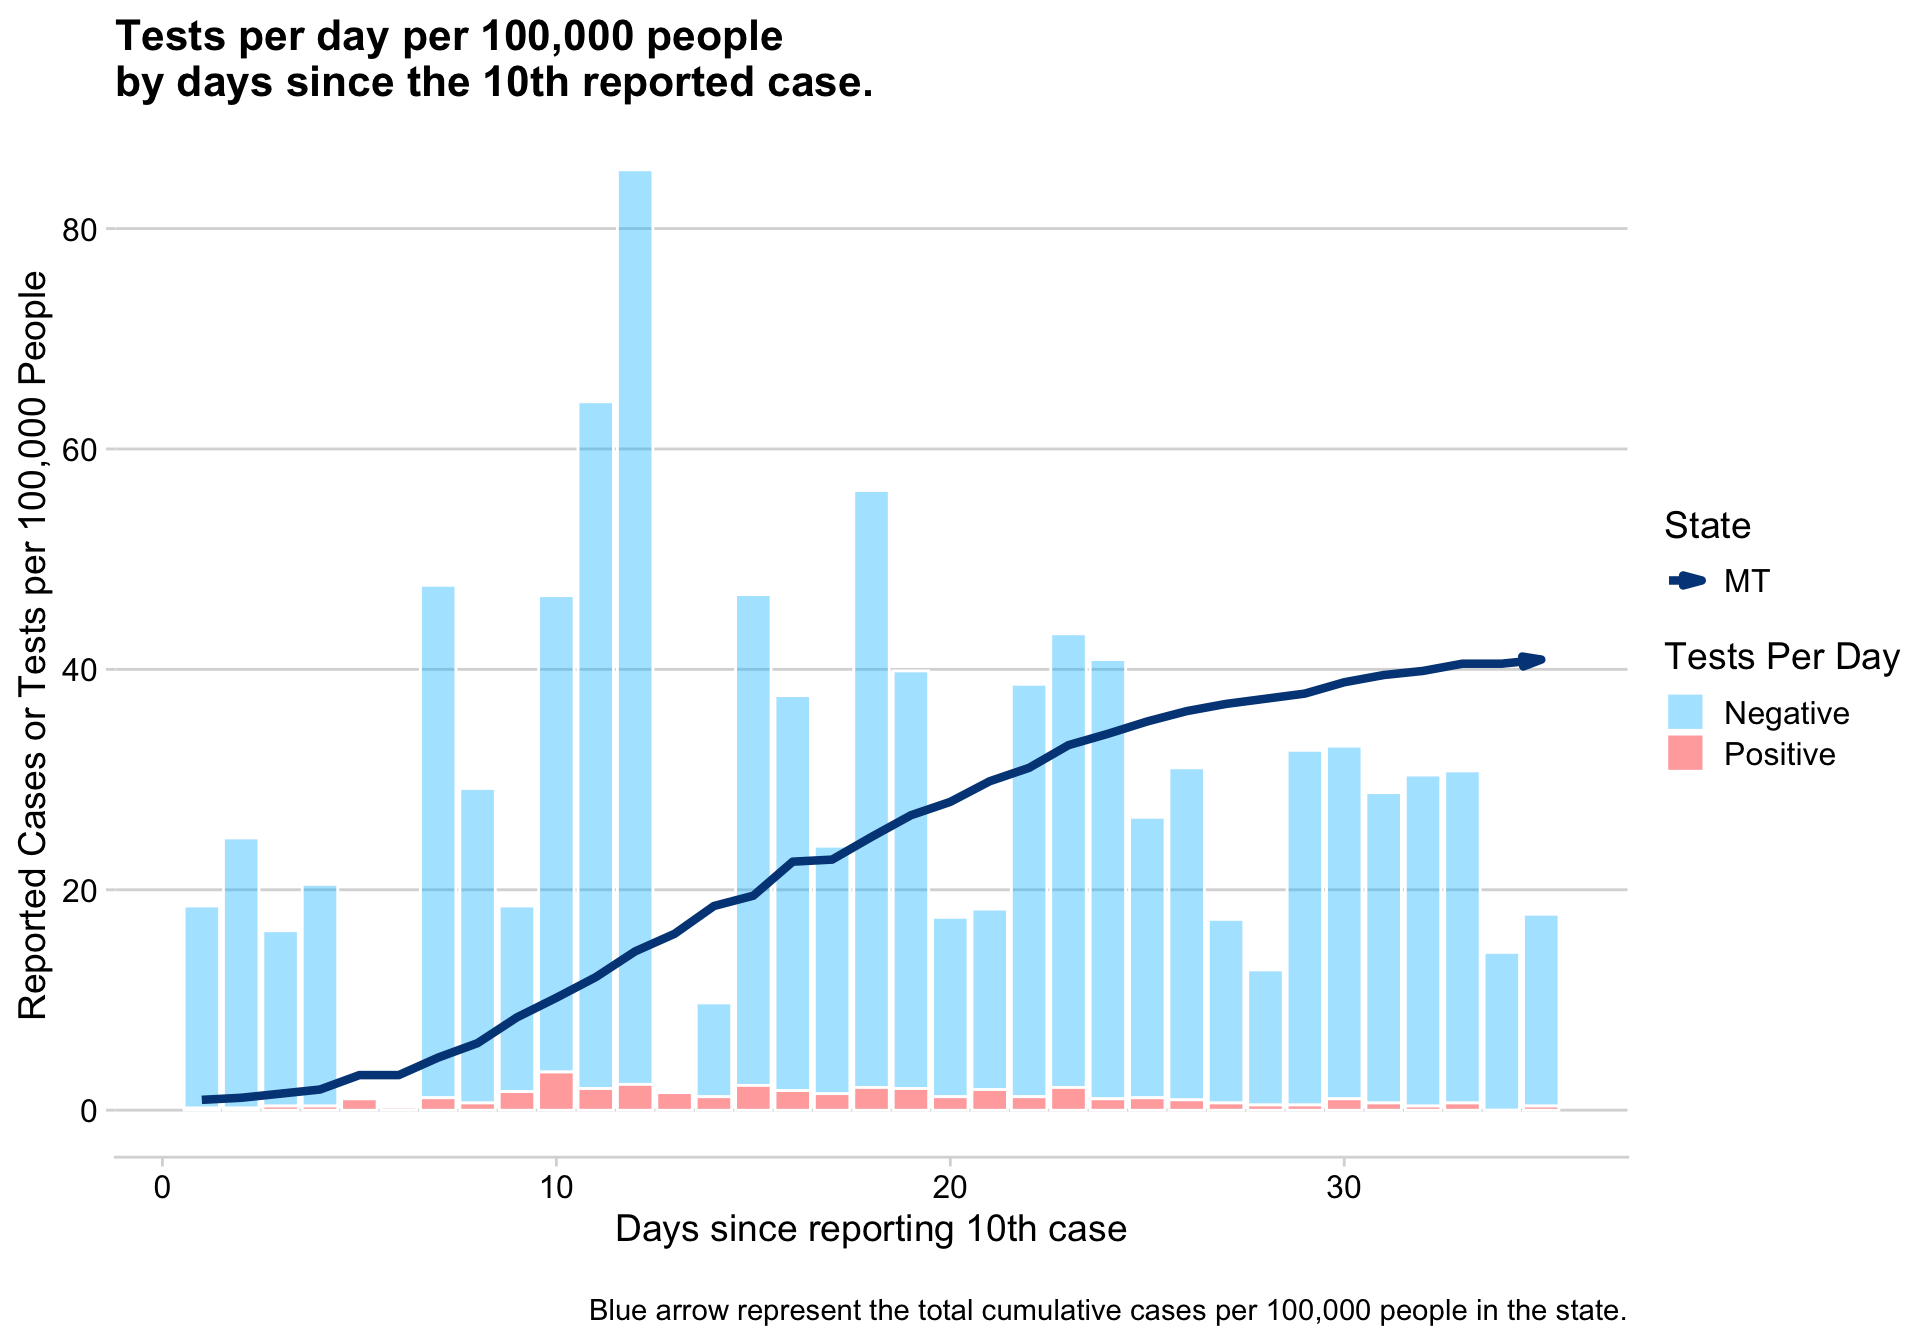 Tests per day per 100,000 people
by days since the 10th reported case.
Reported Cases or Tests per 100,000 People
80
60
40
20
0
0
10
20
30
Days since reporting 10th case
State
MT
Tests Per Day
Negative
Positive
Blue arrow represent the total cumulative cases per 100,000 people in the state.